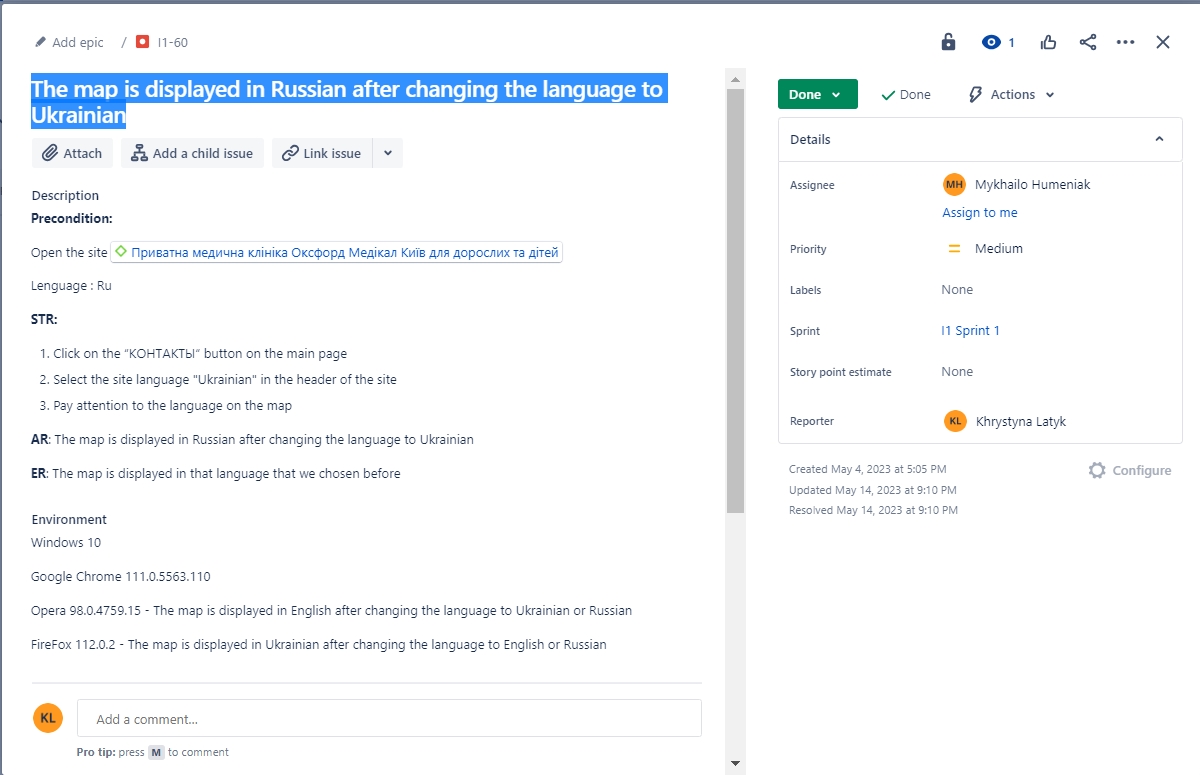 Add epic / I1-60
1
The map is displayed in Russian after changing the language to
Ukrainian
Attach
Add a child issue
Link issue
Description
Precondition:
Open the site Приватна медична клініка Оксфорд Медікал Київ для дорослих та дітей
Lenguage : Ru
STR:
1. Click on the “КОНТАКТЫ” button on the main page
2. Select the site language "Ukrainian" in the header of the site
3. Pay attention to the language on the map
AR: The map is displayed in Russian after changing the language to Ukrainian
ER: The map is displayed in that language that we chosen before
Environment
Windows 10
Google Chrome 111.0.5563.110
Opera 98.0.4759.15 - The map is displayed in English after changing the language to Ukrainian or Russian
FireFox 112.0.2 - The map is displayed in Ukrainian after changing the language to English or Russian
KL
Add a comment...
Pro tip: press M to comment
Done
Done
Actions
Details
Assignee
MH Mykhailo Humeniak
Assign to me
Priority
Medium
Labels
None
Sprint
I1 Sprint 1
Story point estimate
None
Reporter
KL Khrystyna Latyk
Created May 4, 2023 at 5:05 PM
Updated May 14, 2023 at 9:10 PM
Resolved May 14, 2023 at 9:10 PM
Configure